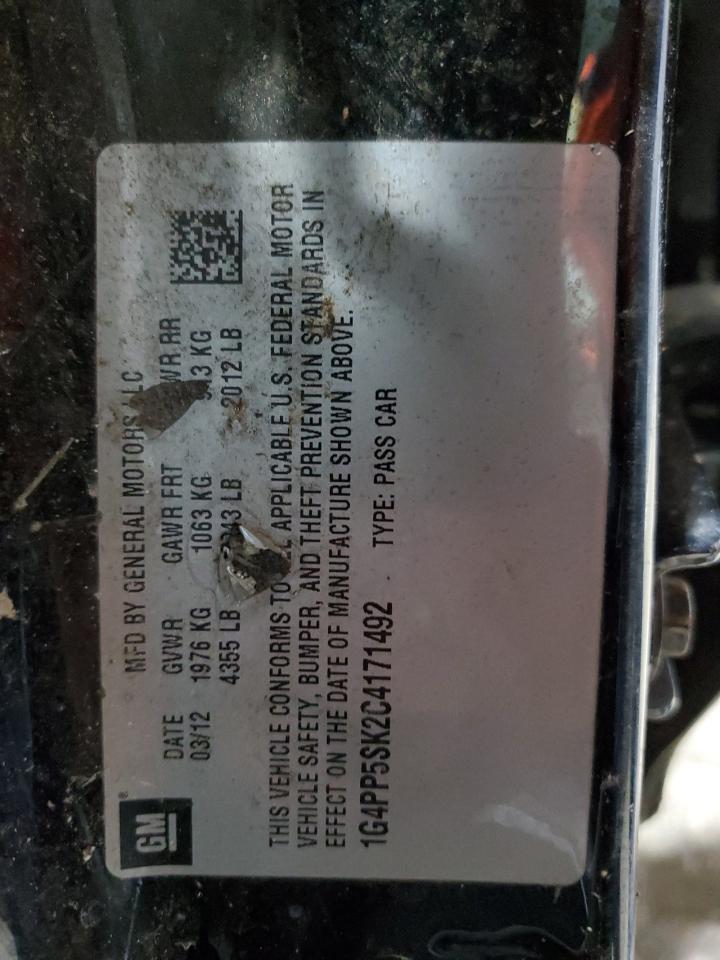 GM ®
MFD BY GENERAL MOTORS
DATE GVWR GAWR FRT RR
03/12 1976 KG 1063 KG KG
4355 LB LB 2012 LB
THIS VEHICLE CONFORMS TO APPLICABLE U.S. FEDERAL MOTOR
VEHICLE SAFETY, BUMPER, AND THEFT PREVENTION STANDARDS IN
EFFECT ON THE DATE OF MANUFACTURE SHOWN ABOVE.
1G4PP5SK2C4171492 TYPE: PASS CAR